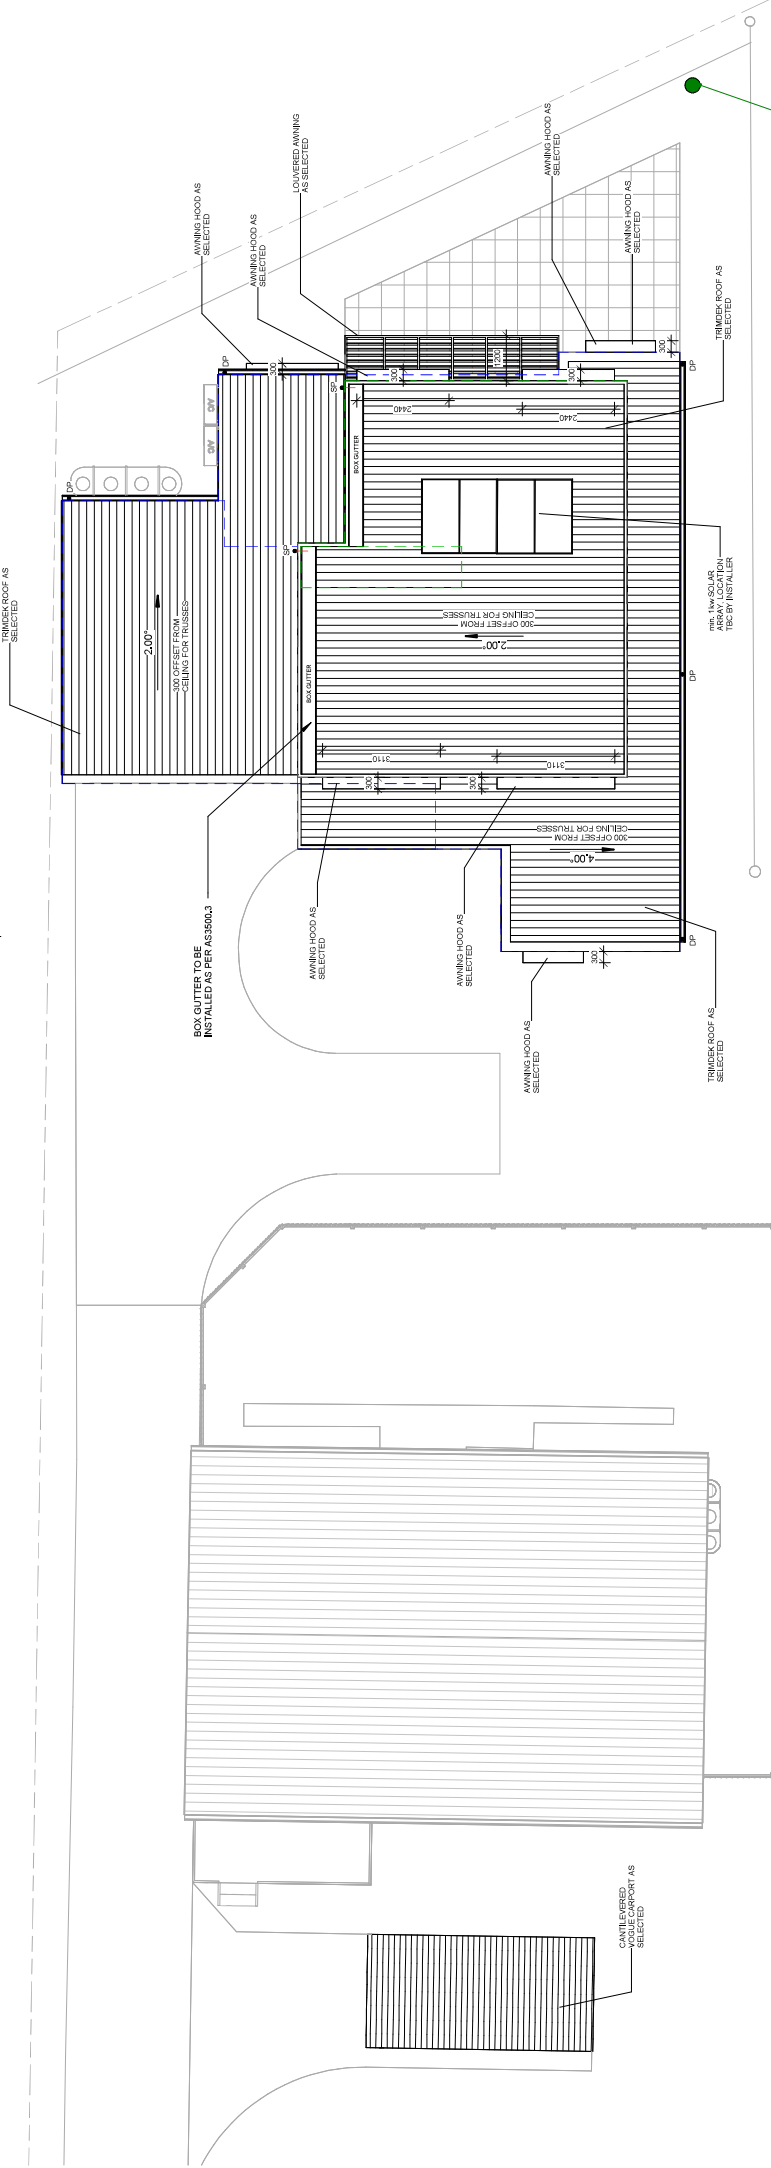 LOUVERED AWNING
AS SELECTED
AWNING HOOD AS
SELECTED
AWNING HOOD AS
SELECTED
AWNING HOOD AS
SELECTED
AWNING HOOD AS
SELECTED
TRIMDEK ROOF AS
SELECTED
DP
300
1200
300
300
300
DP
SP
2440
2440
A/C
A/C
BOX GUTTER
DP
SP
TRIMDEK ROOF AS
SELECTED
2.00°
300 OFFSET FROM
CEILING FOR TRUSSES
300 OFFSET FROM
CEILING FOR TRUSSES
2.00°
min. 1kw SOLAR
ARRAY, LOCATION
TBC BY INSTALLER
BOX GUTTER
DP
3110
3110
300
300
300 OFFSET FROM
CEILING FOR TRUSSES
4.00°
BOX GUTTER TO BE
INSTALLED AS PER AS3500.3
AWNING HOOD AS
SELECTED
AWNING HOOD AS
SELECTED
300
DP
AWNING HOOD AS
SELECTED
TRIMDEK ROOF AS
SELECTED
CANTILEVERED
VOGUE CARPORT AS
SELECTED